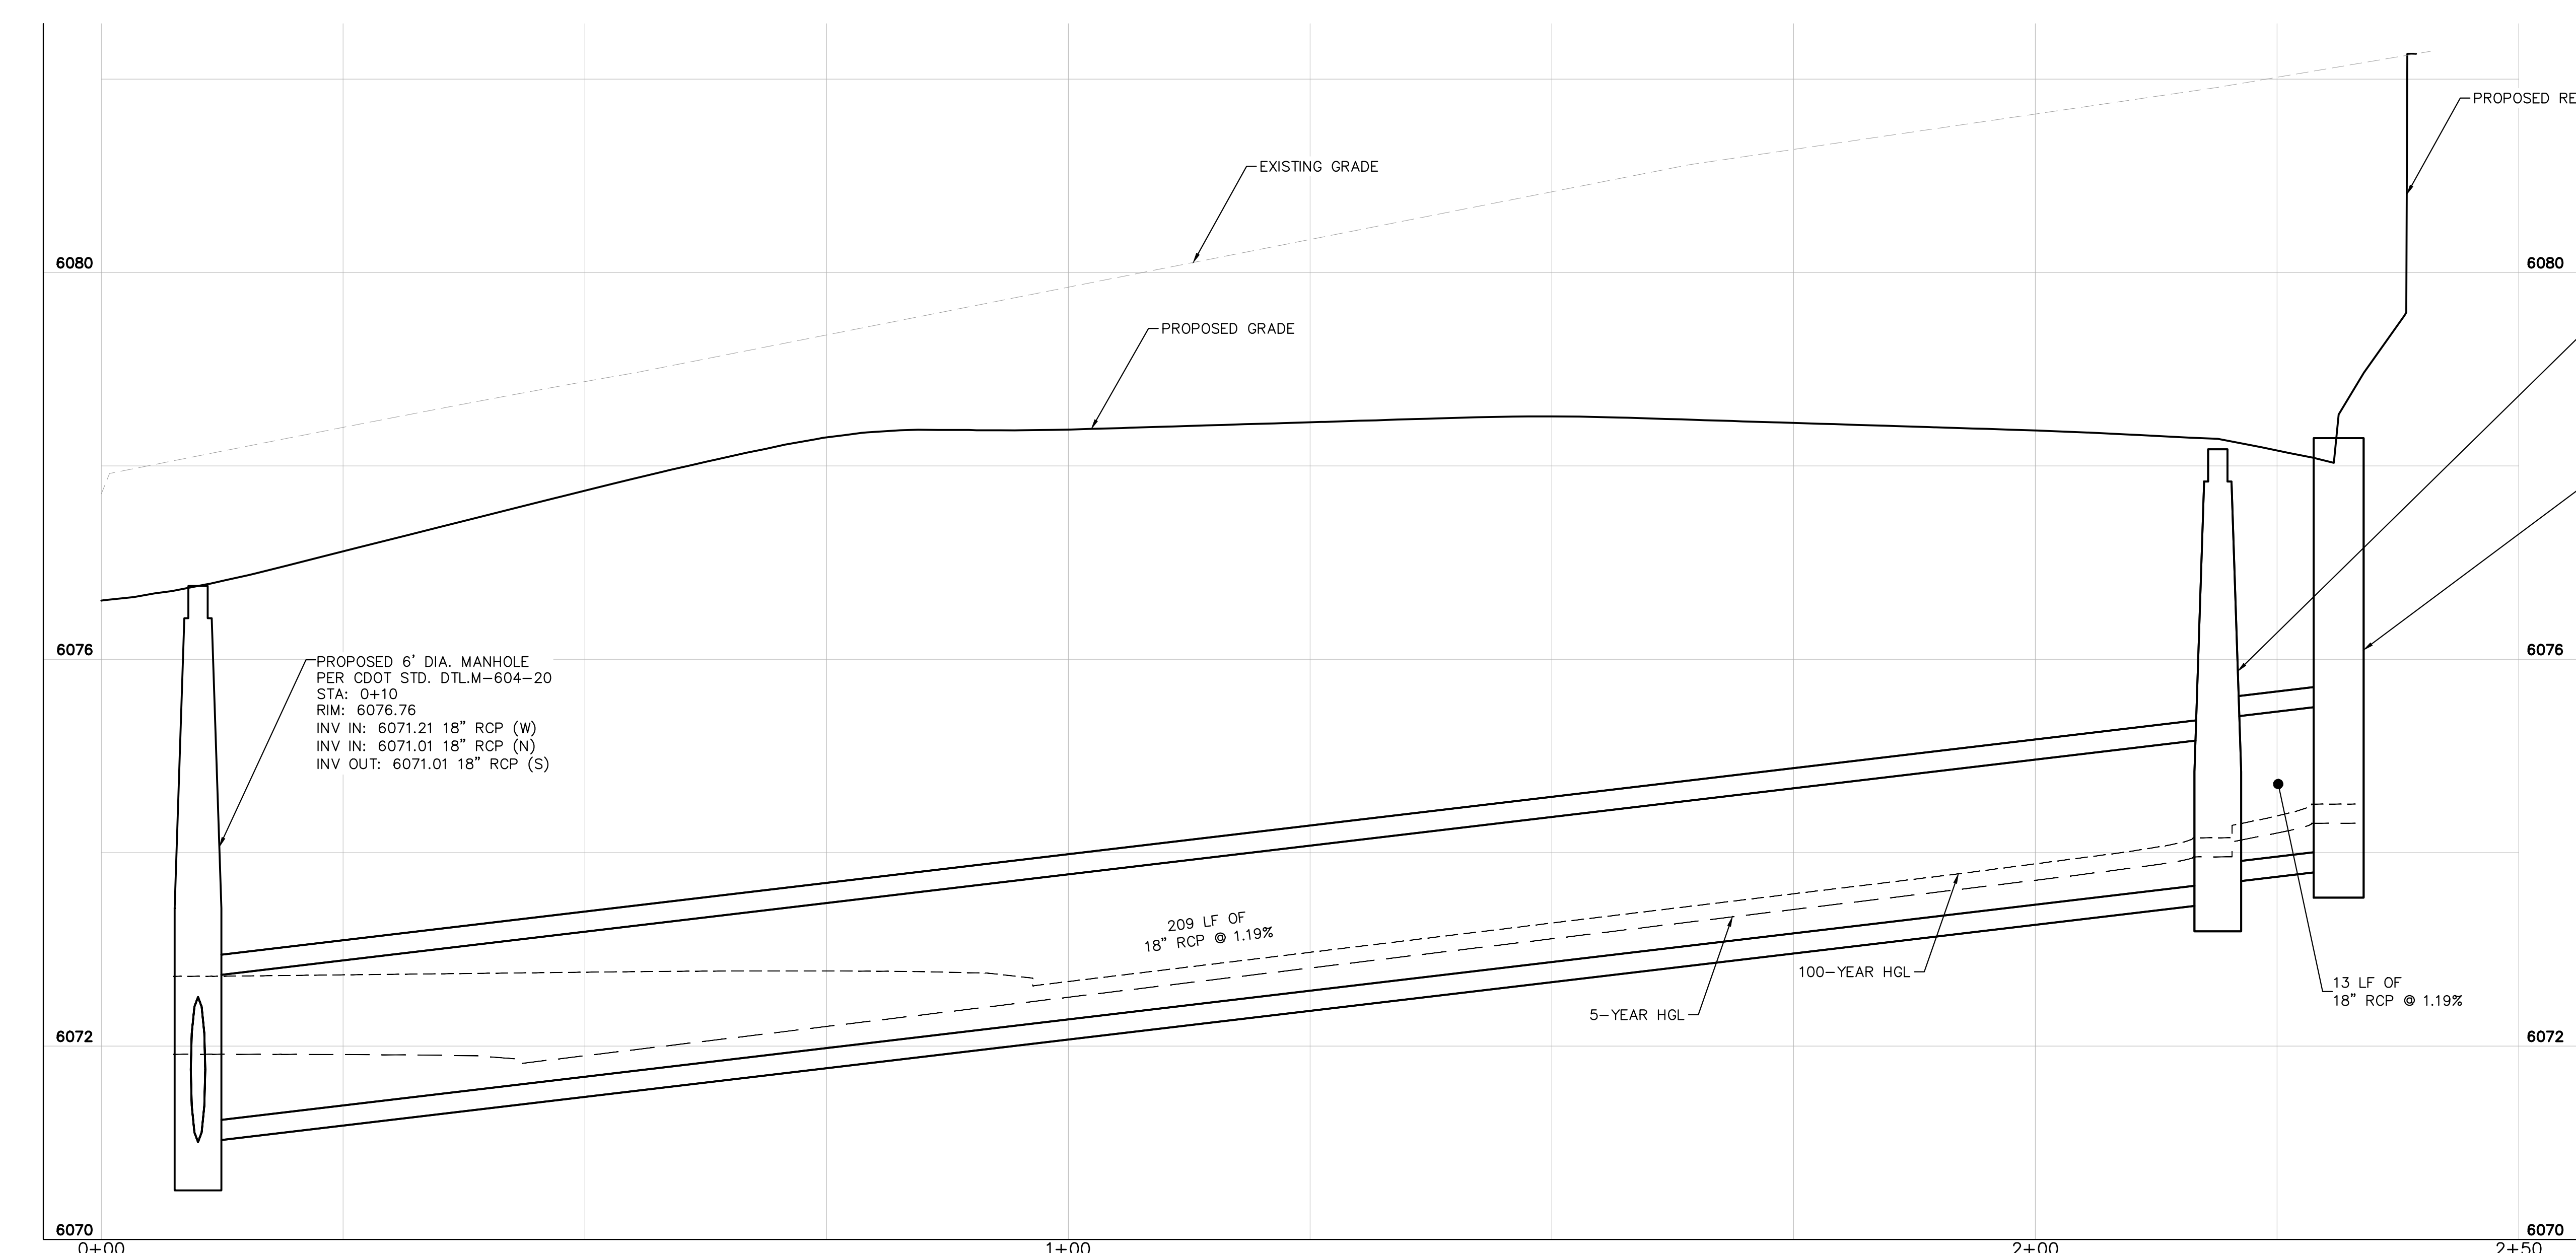 PROPOSED RE
EXISTING GRADE
6080
6080
PROPOSED GRADE
6076
6076
PROPOSED 6' DIA. MANHOLE
PER CDOT STD. DTL.M-604-20
STA: 0+10
RIM: 6076.76
INV IN: 6071.21 18" RCP (W)
INV IN: 6071.01 18" RCP (N)
INV OUT: 6071.01 18" RCP (S)
209 LF OF
18" RCP @ 1.19%
100-YEAR HGL
13 LF OF
18" RCP @ 1.19%
5-YEAR HGL
6072
6072
6070
6070
0+00
1+00
2+00
2+50